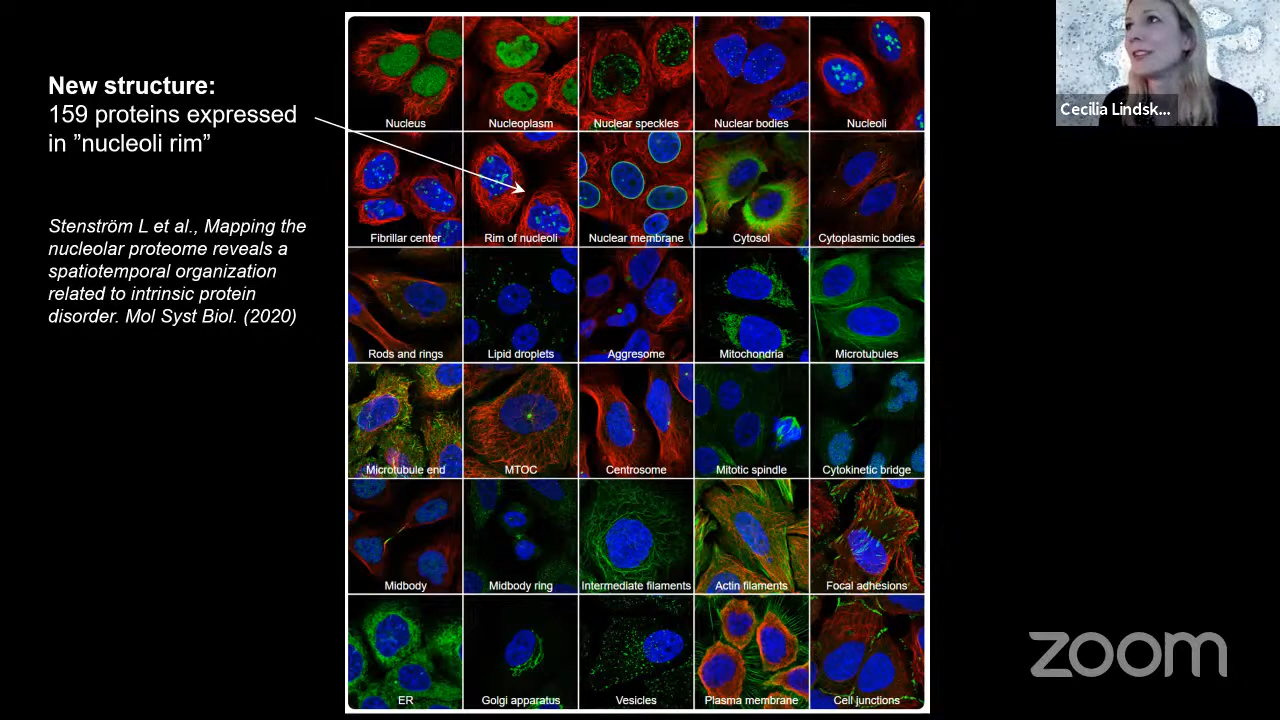 New structure:
159 proteins expressed
in ”nucleoli rim”
Stenström L et al., Mapping the
nucleolar proteome reveals a
spatiotemporal organization
related to intrinsic protein
disorder. Mol Syst Biol. (2020)
Nucleus
Nucleoplasm
Nuclear speckles
Nuclear bodies
Nucleoli
Fibrillar center
Rim of nucleoli
Nuclear membrane
Cytosol
Cytoplasmic bodies
Rods and rings
Lipid droplets
Aggresome
Mitochondria
Microtubules
Microtubule end
MTOC
Centrosome
Mitotic spindle
Cytokinetic bridge
Midbody
Midbody ring
Intermediate filaments
Actin filaments
Focal adhesions
ER
Golgi apparatus
Vesicles
Plasma membrane
Cell junctions
Cecilia Lindsk...
zoom